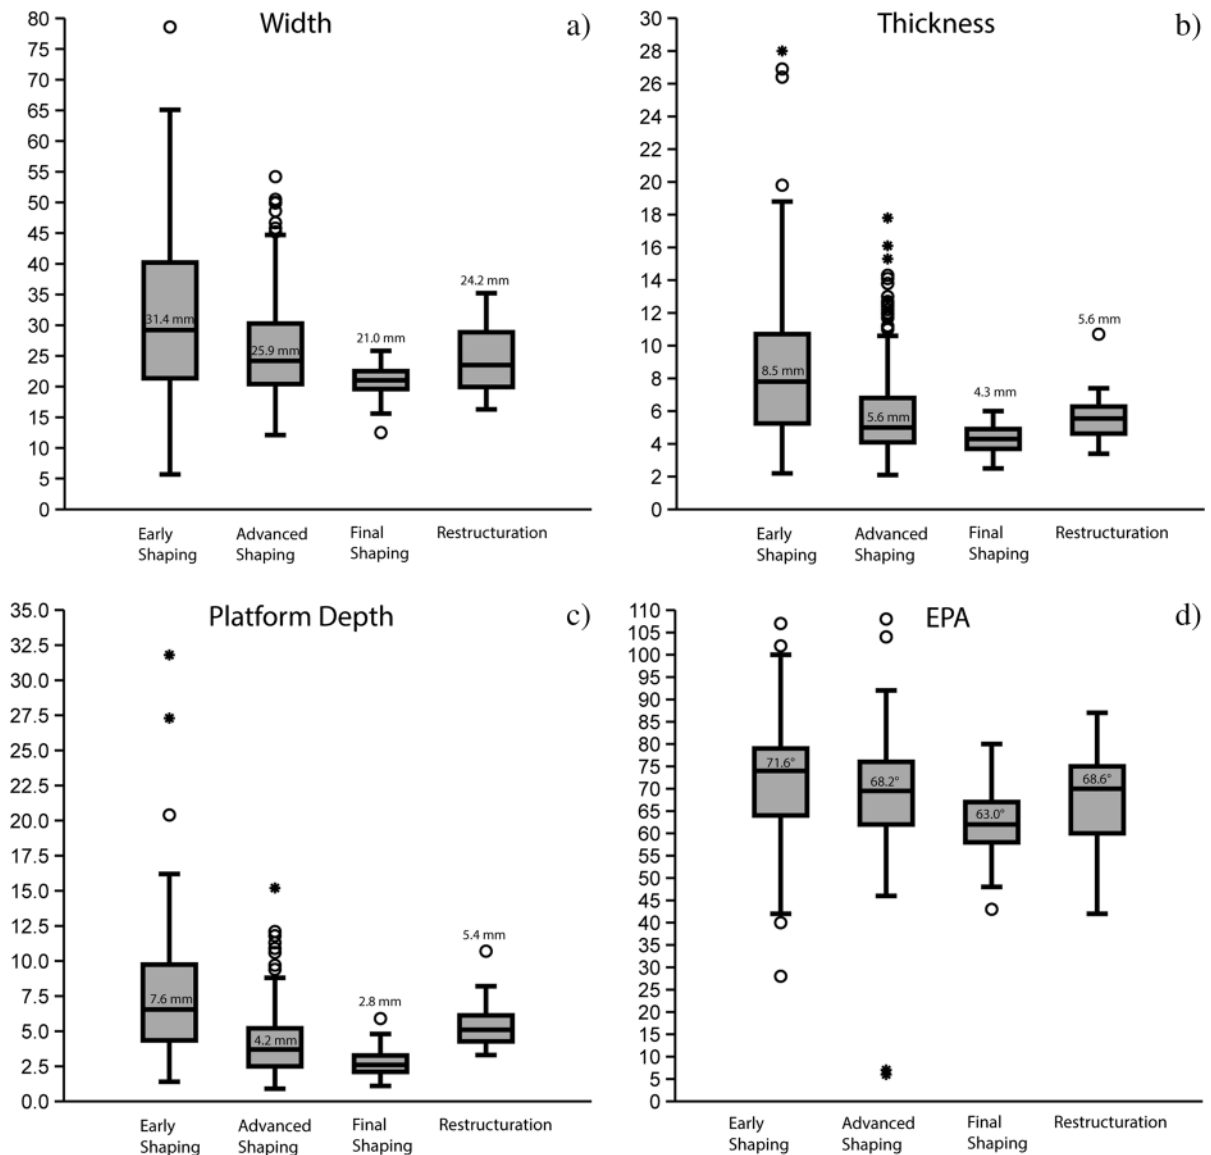 Width
a)
80
75
70
65
60
55
50
45
40
35
30
25
20
15
10
5
0
31.4 mm
25.9 mm
21.0 mm
24.2 mm
Early
Shaping
Advanced
Shaping
Final
Shaping
Restructuration
Thickness
b)
30
28
26
24
22
20
18
16
14
12
10
8
6
4
2
0
8.5 mm
5.6 mm
4.3 mm
5.6 mm
Early
Shaping
Advanced
Shaping
Final
Shaping
Restructuration
Platform Depth
c)
35.0
32.5
30.0
27.5
25.0
22.5
20.0
17.5
15.0
12.5
10.0
7.5
5.0
2.5
0.0
7.6 mm
4.2 mm
2.8 mm
5.4 mm
Early
Shaping
Advanced
Shaping
Final
Shaping
Restructuration
EPA
d)
110
105
100
95
90
85
80
75
70
65
60
55
50
45
40
35
30
25
20
15
10
5
0
71.6°
68.2°
63.0°
68.6°
Early
Shaping
Advanced
Shaping
Final
Shaping
Restructuration